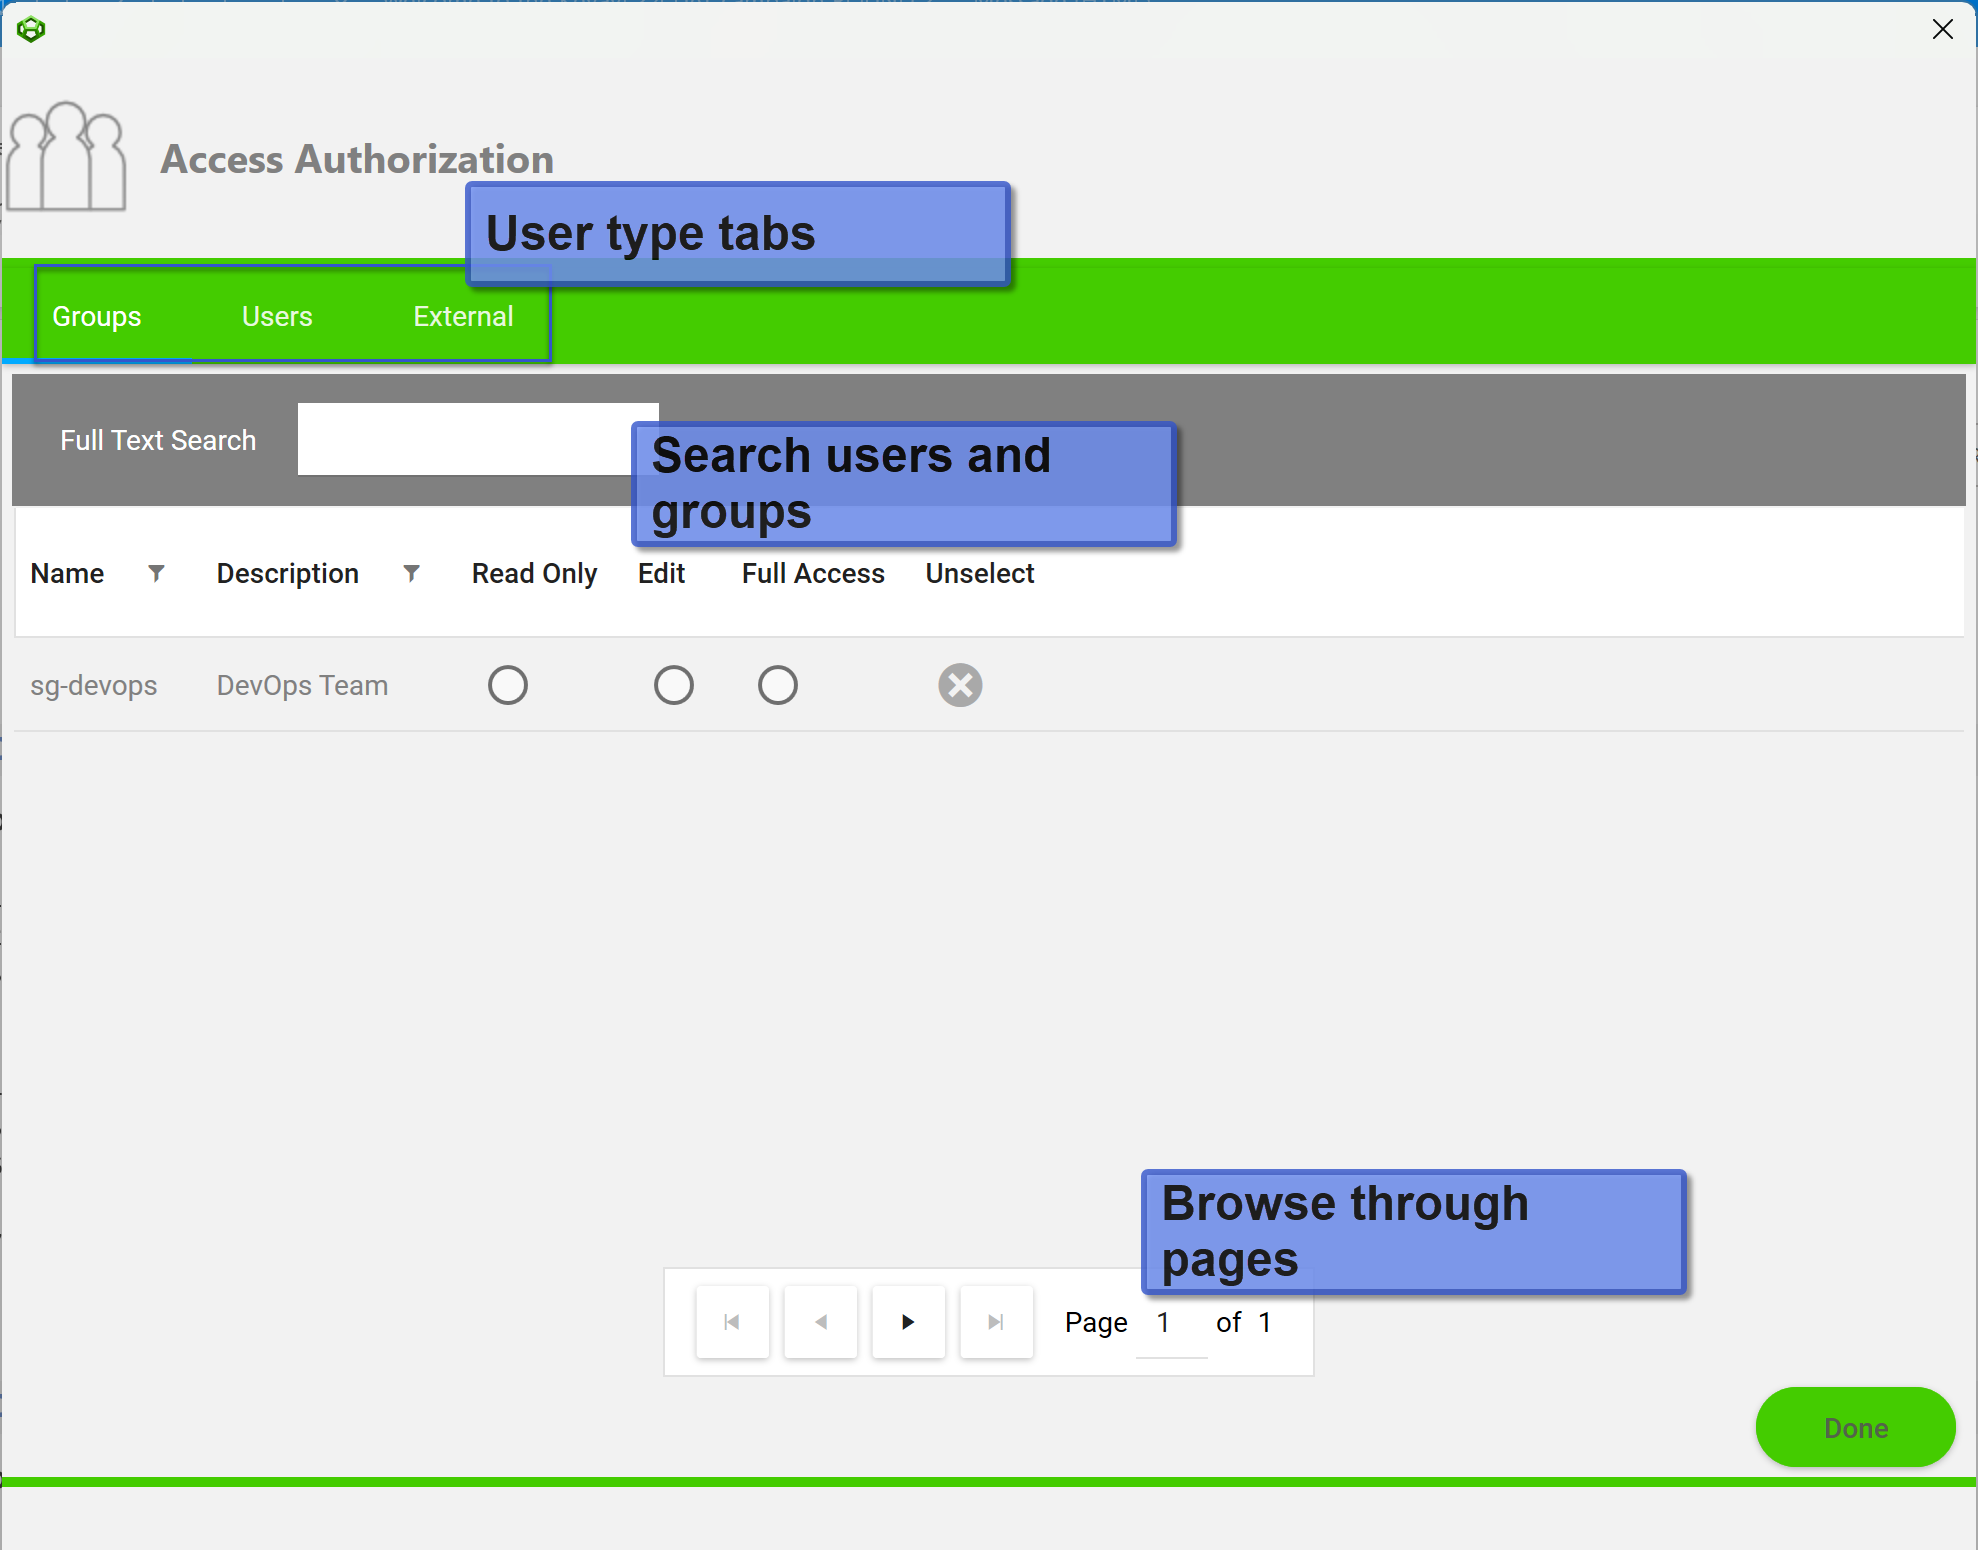 Access Authorization
User type tabs
Groups Users External
Full Text Search
Search users and
groups
Name Description Read Only Edit Full Access Unselect
sg-devops DevOps Team
Browse through
pages
Page 1 of 1
Done